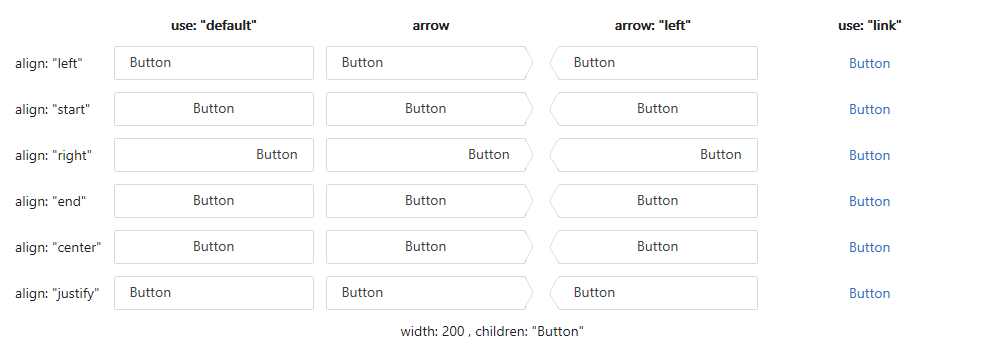 use: "default" arrow arrow: "left" use: "link"
align: "left" Button Button Button Button
align: "start" Button Button Button Button
align: "right" Button Button Button Button
align: "end" Button Button Button Button
align: "center" Button Button Button Button
align: "justify" Button Button Button Button
width: 200 , children: "Button"